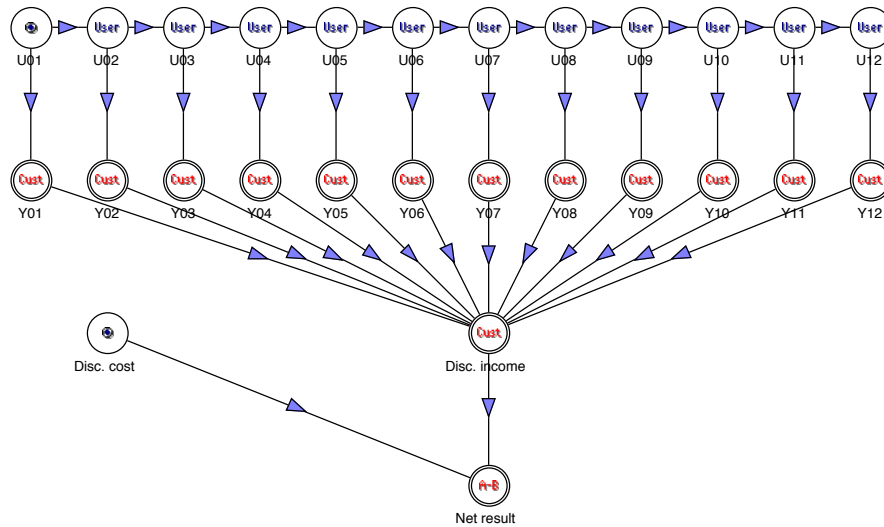 User User User User User User User User User User User
U01 U02 U03 U04 U05 U06 U07 U08 U09 U10 U11 U12
Cust Cust Cust Cust Cust Cust Cust Cust Cust Cust Cust Cust
Y01 Y02 Y03 Y04 Y05 Y06 Y07 Y08 Y09 Y10 Y11 Y12
Cust
Disc. cost Disc. income
A-B
Net result